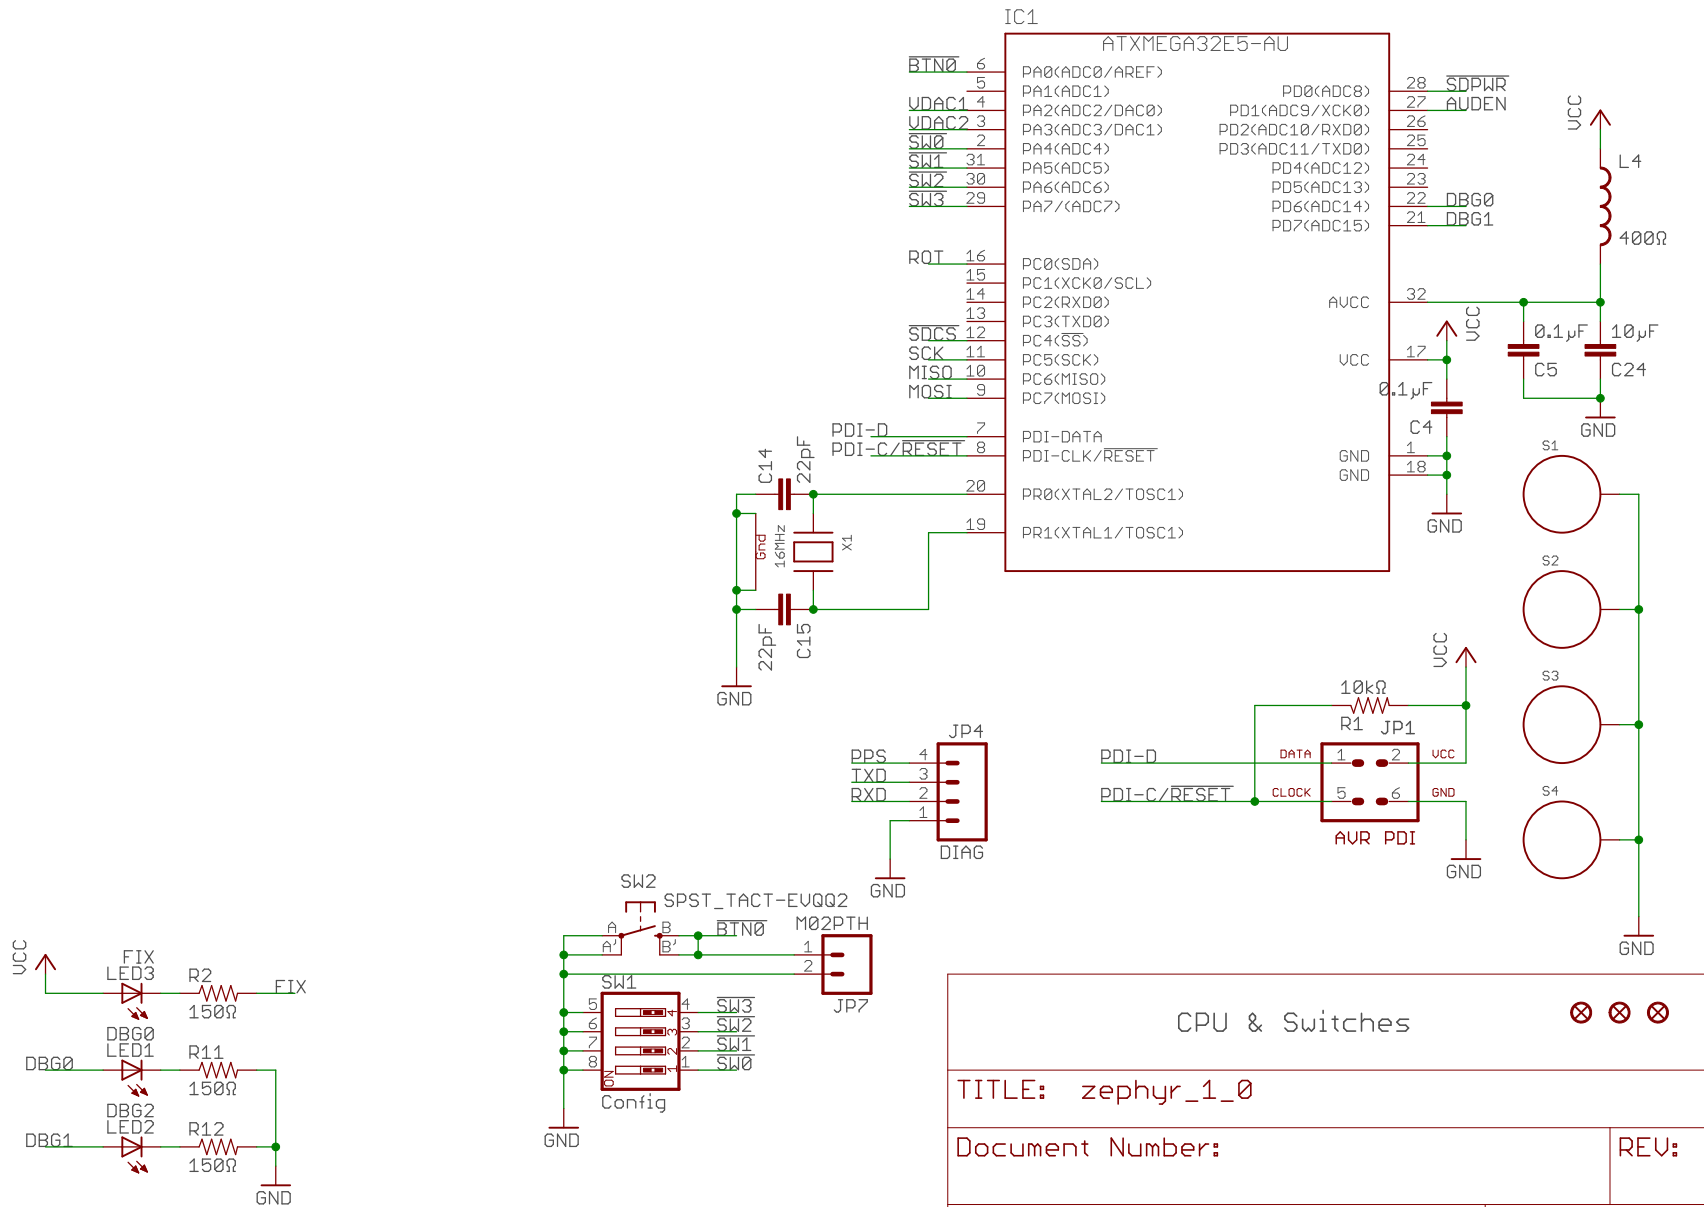 IC1
ATXMEGA32E5-AU
BTN0 6 PA0(ADC0/AREF)
5 PA1(ADC1)
VDAC1 4 PA2(ADC2/DAC0)
VDAC2 3 PA3(ADC3/DAC1)
SW0 2 PA4(ADC4)
SW1 31 PA5(ADC5)
SW2 30 PA6(ADC6)
SW3 29 PA7/(ADC7)
ROT 16 PC0(SDA)
15 PC1(XCK0/SCL)
14 PC2(RXD0)
13 PC3(TXD0)
SDCS 12 PC4(SS)
SCK 11 PC5(SCK)
MISO 10 PC6(MISO)
MOSI 9 PC7(MOSI)
PDI-D 7 PDI-DATA
PDI-C/RESET 8 PDI-CLK/RESET
20 PR0(XTAL2/TOSC1)
19 PR1(XTAL1/TOSC1)
PD0(ADC8) 28 SDPWR
PD1(ADC9/XCK0) 27 AUDEN
PD2(ADC10/RXD0) 26
PD3(ADC11/TXD0) 25
PD4(ADC12) 24
PD5(ADC13) 23
PD6(ADC14) 22 DBG0
PD7(ADC15) 21 DBG1
AVCC 32
VCC 17
GND 1
GND 18
VCC
L4
400Ω
VCC
0.1µF
C5
10µF
C24
GND
0.1µF
C4
GND
C14
22pF
Gnd
16MHz
X1
22pF
C15
GND
S1
S2
S3
S4
GND
VCC
10kΩ
R1
JP1
PDI-D DATA 1 2 VCC
PDI-C/RESET CLOCK 5 6 GND
AVR PDI
GND
JP4
PPS 4
TXD 3
RXD 2
1
DIAG
GND
SW2
SPST_TACT-EVQQ2
A B BTN0
A' B'
M02PTH
1
2
JP7
SW1
5 4 4 SW3
6 3 3 SW2
7 2 2 SW1
8 ON 1 1 SW0
Config
GND
VCC
FIX
LED3
R2
150Ω
FIX
DBG0
LED1
DBG0
R11
150Ω
DBG2
LED2
DBG1
R12
150Ω
GND
CPU & Switches
TITLE: zephyr_1_0
Document Number:
REV: